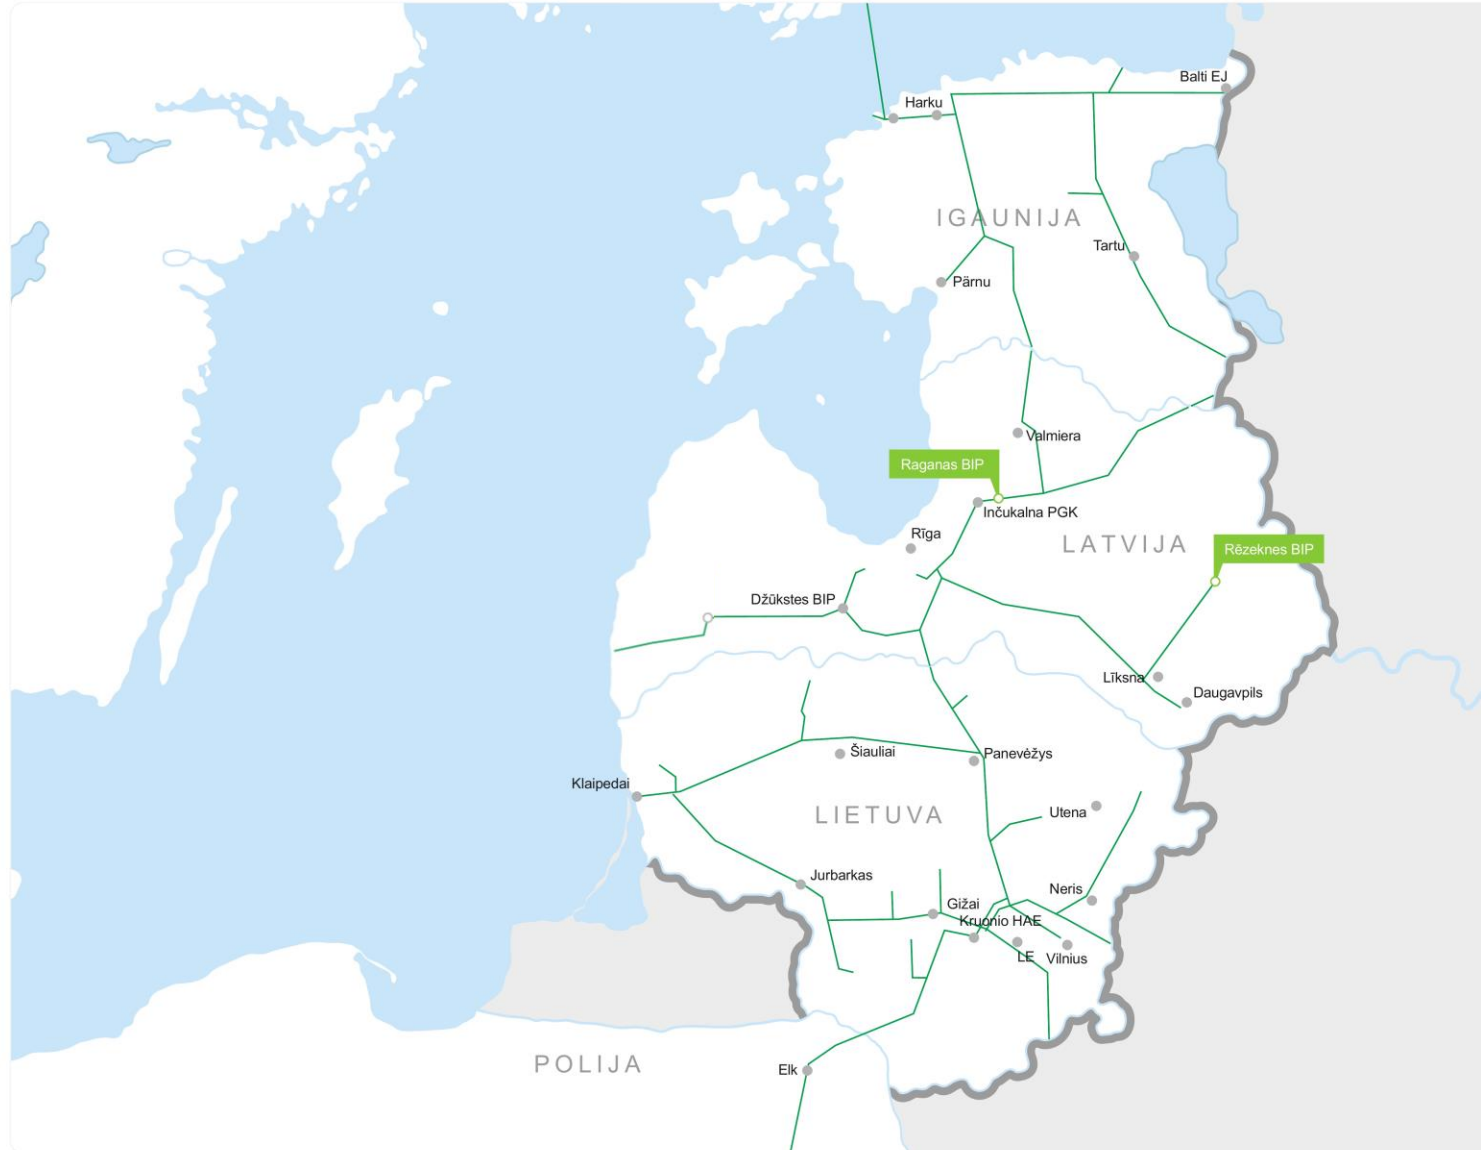 Balti EJ
Harku
IGAUNIJA
Tartu
Pärnu
Valmiera
Raganas BIP
Inčukalna PGK
Rīga
LATVIJA
Rēzeknes BIP
Džūkstes BIP
Līksna
Daugavpils
Šiauliai
Panevėžys
Klaipedai
LIETUVA
Utena
Jurbarkas
Neris
Gižai
Kruonio HAE
LE
Vilnius
POLIJA
Elk